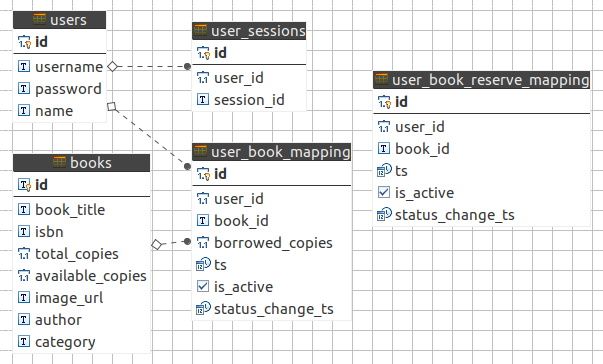 users
id
username
password
name
user_sessions
id
user_id
session_id
user_book_reserve_mapping
id
user_id
book_id
ts
is_active
status_change_ts
books
id
book_title
isbn
total_copies
available_copies
image_url
author
category
user_book_mapping
id
user_id
book_id
borrowed_copies
ts
is_active
status_change_ts